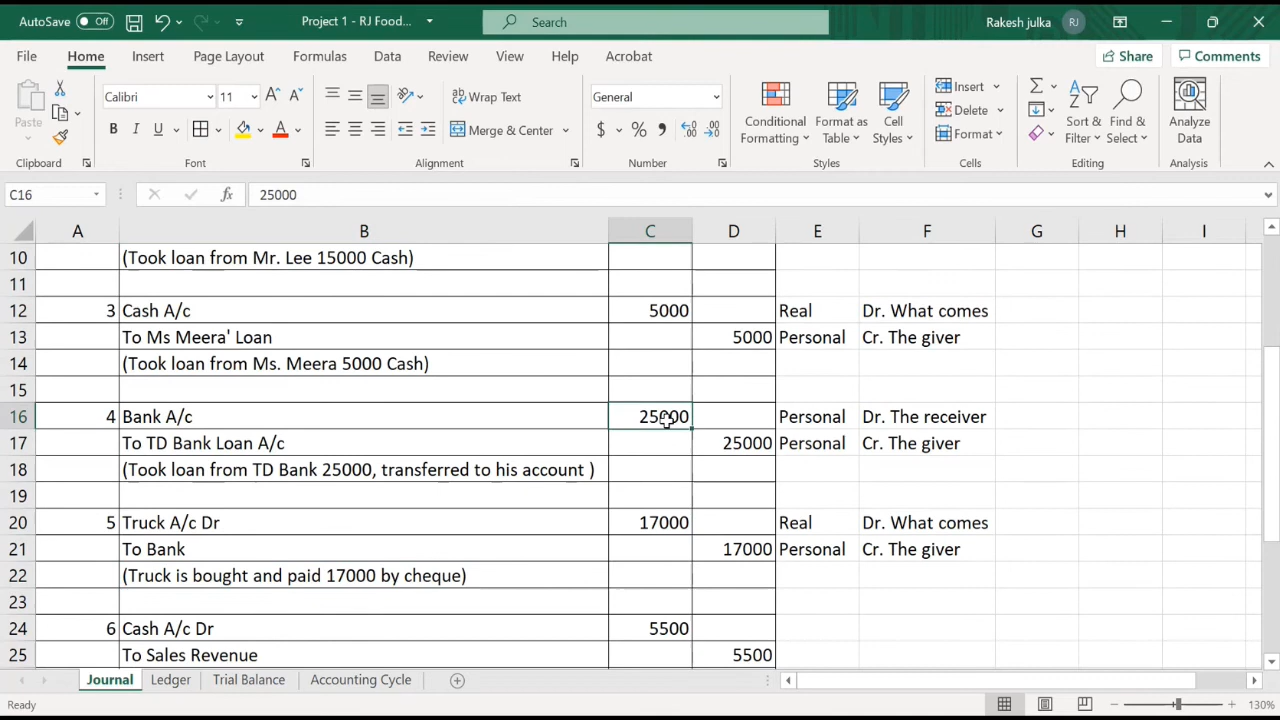 AutoSave Off Project 1 - RJ Food... Search Rakesh julka RJ
File Home Insert Page Layout Formulas Data Review View Help Acrobat Share Comments
Paste Calibri 11 Wrap Text General Conditional Formatting Format as Table Cell Styles Insert Sort & Filter Find & Select Analyze Data
B I U Merge & Center $ % Delete
Format
Clipboard Font Alignment Number Styles Cells Editing Analysis
C16 fx 25000
A B C D E F G H I
10 (Took loan from Mr. Lee 15000 Cash)
11
12 3 Cash A/c 5000 Real Dr. What comes
13 To Ms Meera' Loan 5000 Personal Cr. The giver
14 (Took loan from Ms. Meera 5000 Cash)
15
16 4 Bank A/c 25000 Personal Dr. The receiver
17 To TD Bank Loan A/c 25000 Personal Cr. The giver
18 (Took loan from TD Bank 25000, transferred to his account )
19
20 5 Truck A/c Dr 17000 Real Dr. What comes
21 To Bank 17000 Personal Cr. The giver
22 (Truck is bought and paid 17000 by cheque)
23
24 6 Cash A/c Dr 5500
25 To Sales Revenue 5500
Journal Ledger Trial Balance Accounting Cycle
Ready 130%